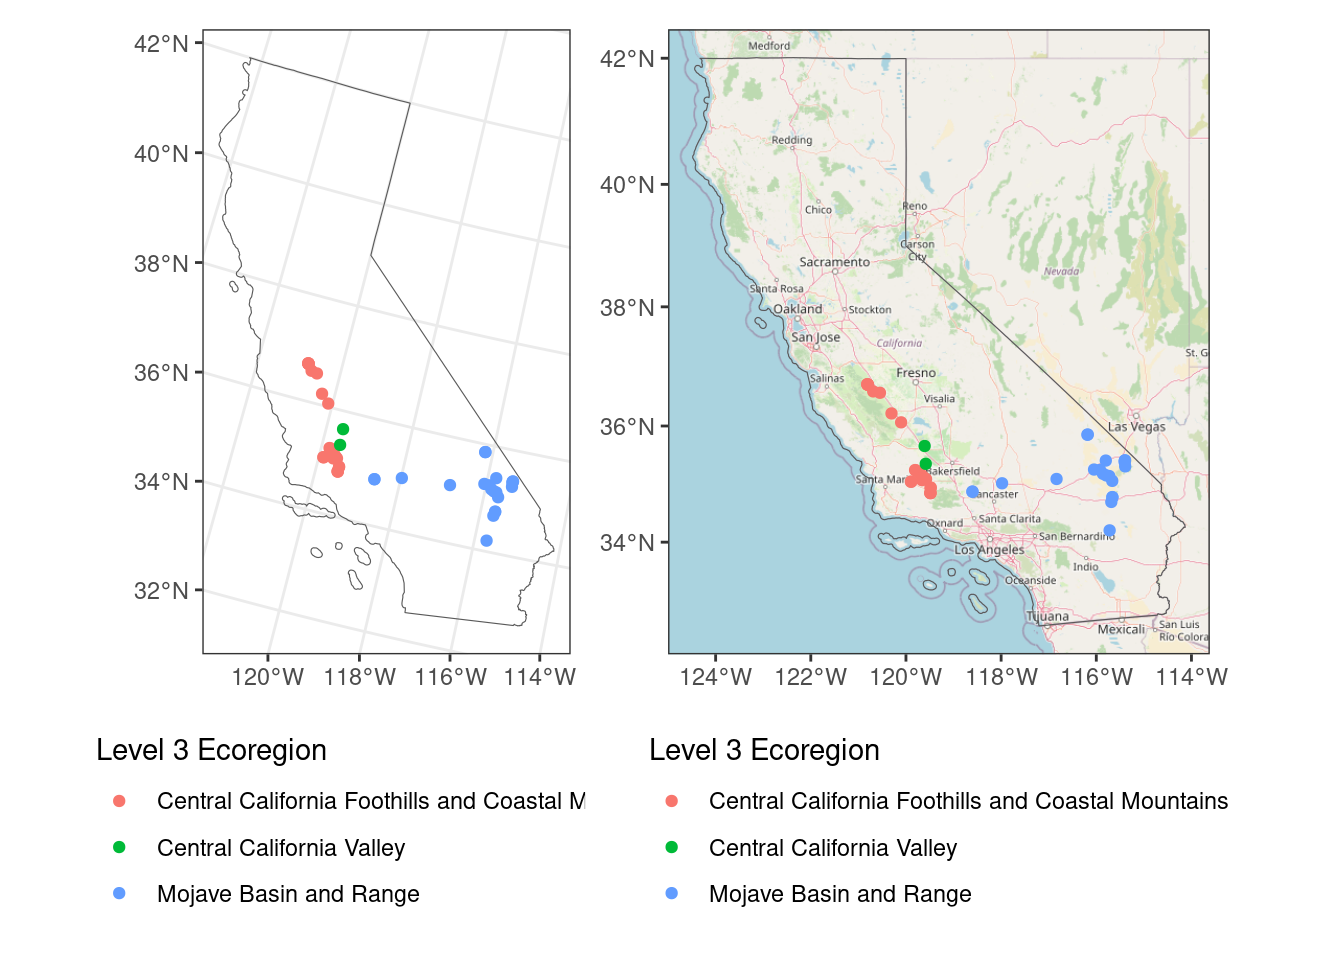 42°N
40°N
38°N
36°N
34°N
32°N
120°W 118°W 116°W 114°W
42°N
40°N
38°N
36°N
34°N
124°W 122°W 120°W 118°W 116°W 114°W
Medford
Redding
Chico
Reno
Carson
City
Sacramento
Nevada
Santa Rosa
Oakland
Stockton
San Jose
California
St. G
Salinas
Fresno
Visalia
Las Vegas
Bakersfield
Santa Mar
ancaster
Oxnard
Santa Clarita
San Bernardino
Los Angeles
Indio
Oceanside
Tijuana
Mexicali
San Luis
Río Colora
Level 3 Ecoregion
Central California Foothills and Coastal M
Central California Valley
Mojave Basin and Range
Level 3 Ecoregion
Central California Foothills and Coastal Mountains
Central California Valley
Mojave Basin and Range